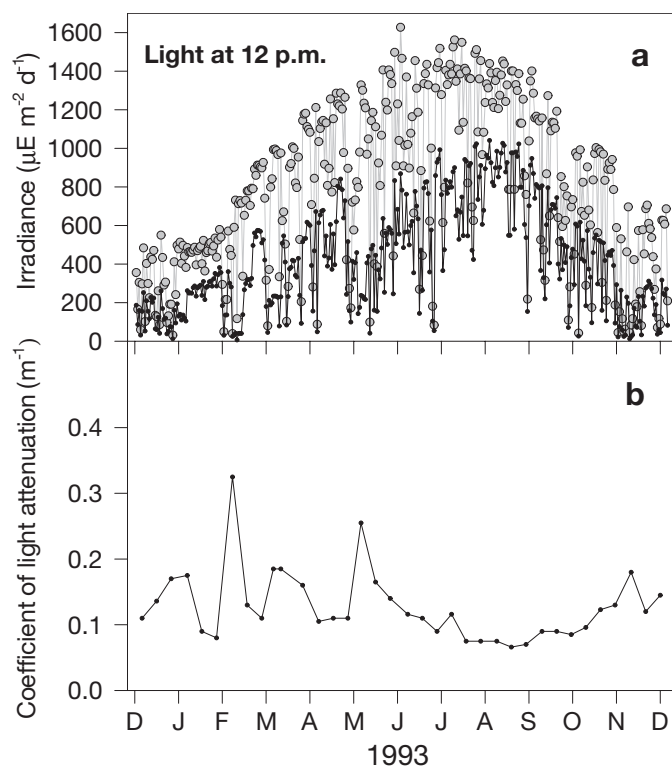 Light at 12 p.m.
a
Irradiance (µE m⁻² d⁻¹)
1600
1400
1200
1000
800
600
400
200
0
b
Coefficient of light attenuation (m⁻¹)
0.4
0.3
0.2
0.1
0.0
D J F M A M J J A S O N D
1993